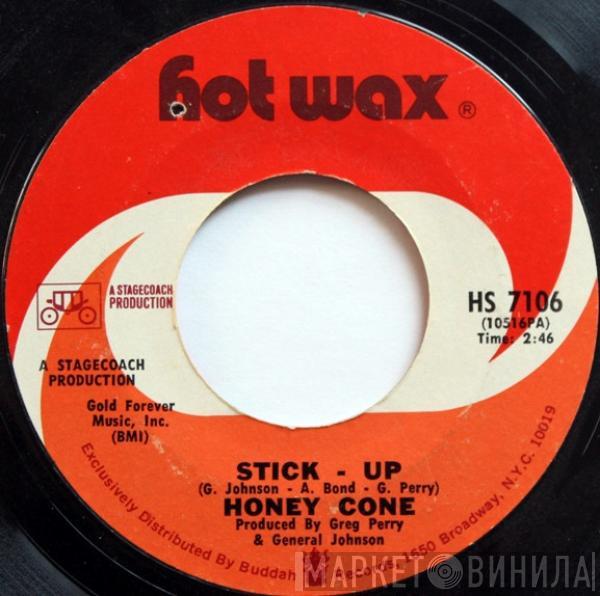 hot wax ®
A STAGECOACH
PRODUCTION
HS 7106
(10516PA)
Time: 2:46
A STAGECOACH
PRODUCTION
Gold Forever
Music, Inc.
(BMI)
STICK - UP
(G. Johnson - A. Bond - G. Perry)
HONEY CONE
Produced By Greg Perry
& General Johnson
Exclusively Distributed By Buddah Records, 1650 Broadway, N.Y.C. 10019
МАРКЕТ ВИНИЛА